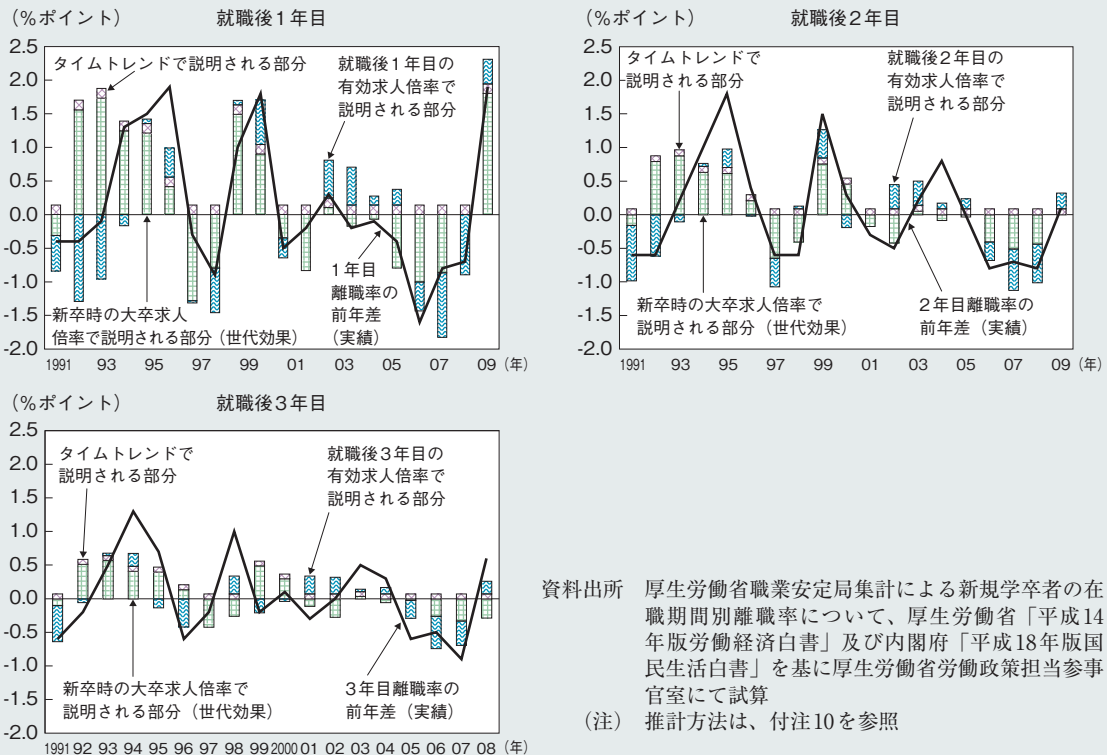 (%ポイント) 就職後1年目
2.5
2.0
1.5
1.0
0.5
0.0
-0.5
-1.0
-1.5
-2.0
タイムトレンドで説明される部分
就職後1年目の
有効求人倍率で
説明される部分
1年目
離職率の
前年差
(実績)
新卒時の大卒求人
倍率で説明される部分(世代効果)
1991 93 95 97 99 01 03 05 07 09 (年)
(%ポイント) 就職後2年目
2.5
2.0
1.5
1.0
0.5
0.0
-0.5
-1.0
-1.5
-2.0
タイムトレンドで
説明される部分
就職後2年目の
有効求人倍率で
説明される部分
新卒時の大卒求人倍率で
説明される部分(世代効果)
2年目離職率の
前年差(実績)
1991 93 95 97 99 01 03 05 07 09 (年)
(%ポイント) 就職後3年目
2.5
2.0
1.5
1.0
0.5
0.0
-0.5
-1.0
-1.5
-2.0
タイムトレンドで
説明される部分
就職後3年目の
有効求人倍率で
説明される部分
新卒時の大卒求人倍率で
説明される部分(世代効果)
3年目離職率の
前年差(実績)
1991 92 93 94 95 96 97 98 99 2000 01 02 03 04 05 06 07 08 (年)
資料出所 厚生労働省職業安定局集計による新規学卒者の在
職期間別離職率について、厚生労働省「平成14
年版労働経済白書」及び内閣府「平成18年版国
民生活白書」を基に厚生労働省労働政策担当参事
官室にて試算
(注) 推計方法は、付注10を参照